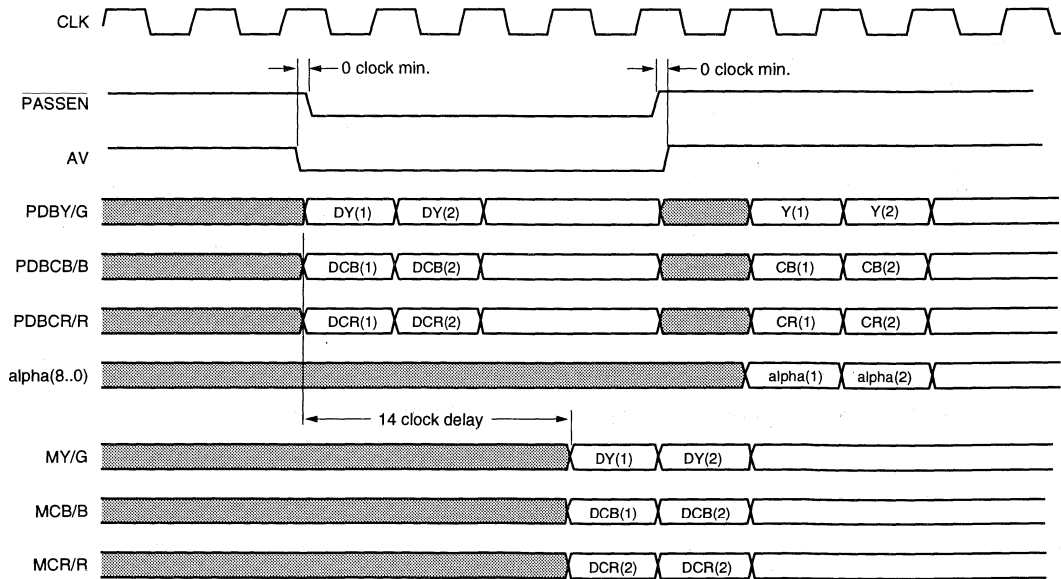 CLK
0 clock min. 0 clock min.
PASSEN
AV
PDBY/G DY(1) DY(2) Y(1) Y(2)
PDBCB/B DCB(1) DCB(2) CB(1) CB(2)
PDBCR/R DCR(1) DCR(2) CR(1) CR(2)
alpha(8..0) alpha(1) alpha(2)
14 clock delay
MY/G DY(1) DY(2)
MCB/B DCB(1) DCB(2)
MCR/R DCR(2) DCR(2)